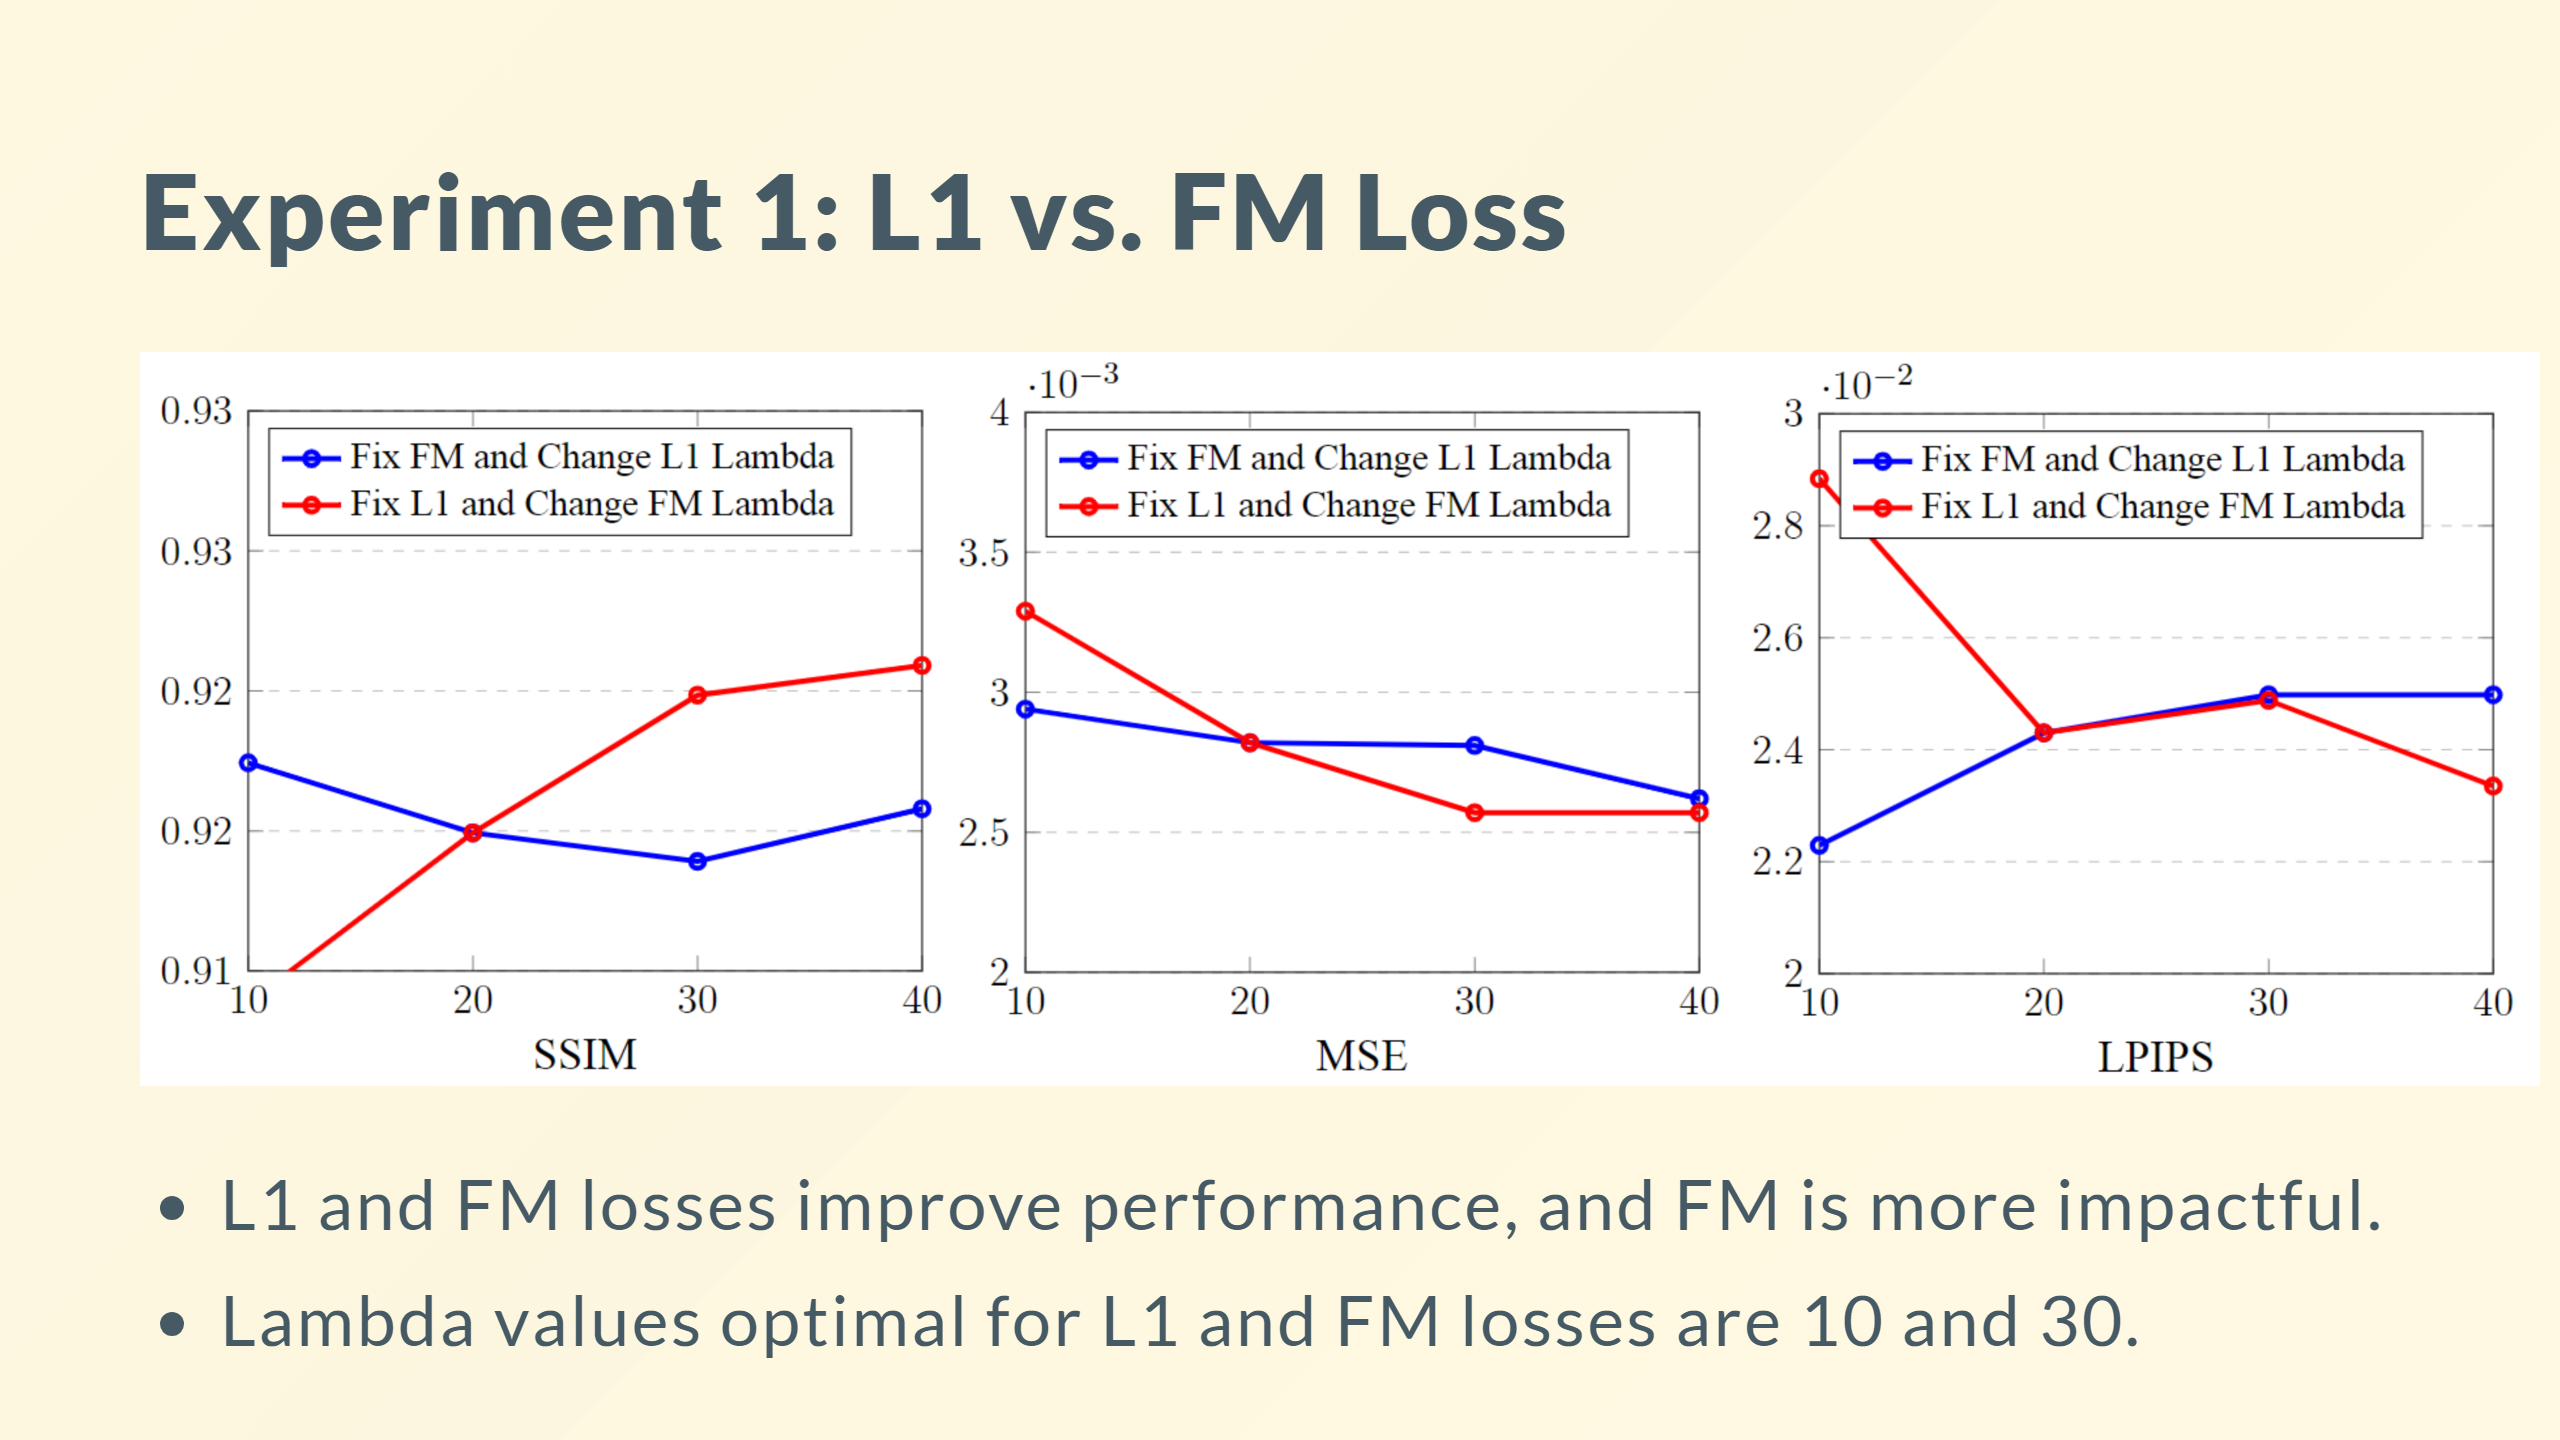 Experiment 1: L1 vs. FM Loss
0.93
0.93
0.92
0.92
0.91
10 20 30 40
Fix FM and Change L1 Lambda
Fix L1 and Change FM Lambda
SSIM
·10−3
4
3.5
3
2.5
2
10 20 30 40
Fix FM and Change L1 Lambda
Fix L1 and Change FM Lambda
MSE
·10−2
3
2.8
2.6
2.4
2.2
2
10 20 30 40
Fix FM and Change L1 Lambda
Fix L1 and Change FM Lambda
LPIPS
• L1 and FM losses improve performance, and FM is more impactful.
• Lambda values optimal for L1 and FM losses are 10 and 30.